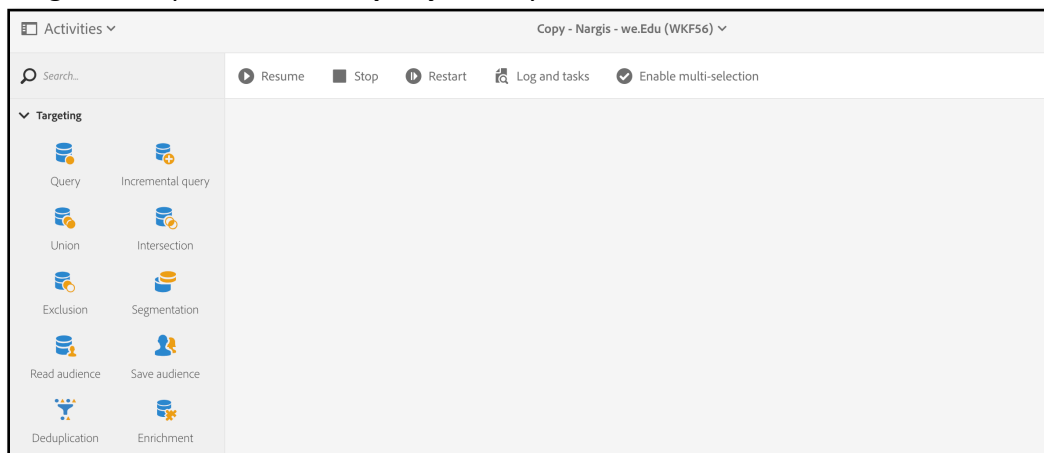 Activities
Copy - Nargis - we.Edu (WKF56)
Search...
Resume Stop Restart Log and tasks Enable multi-selection
Targeting
Query Incremental query
Union Intersection
Exclusion Segmentation
Read audience Save audience
Deduplication Enrichment